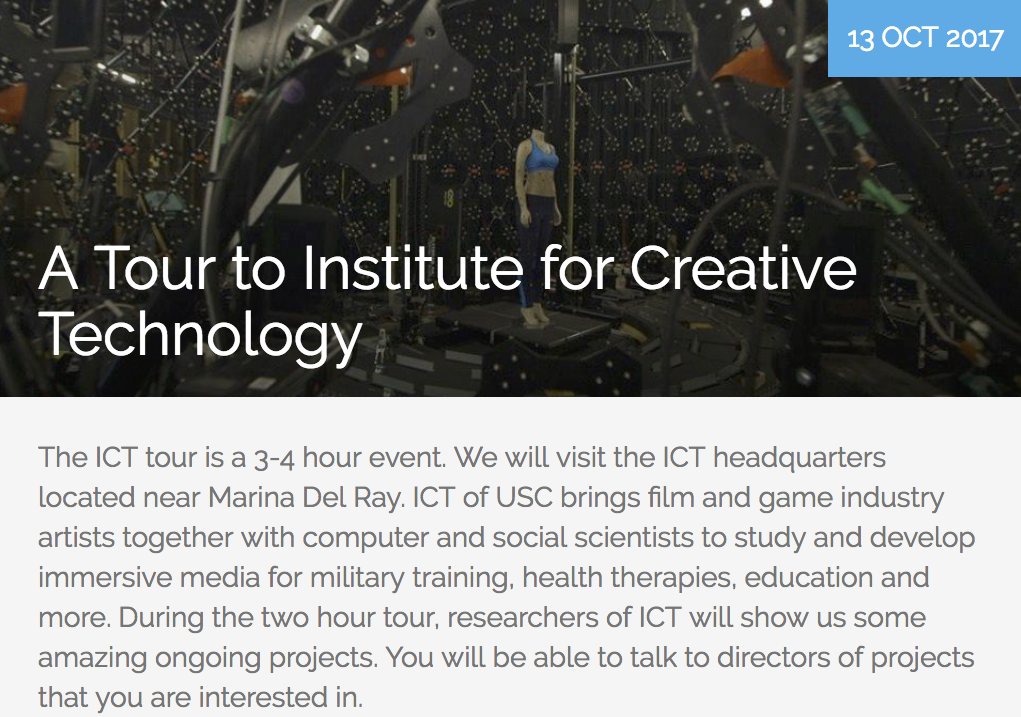 13 OCT 2017
18
A Tour to Institute for Creative
Technology
The ICT tour is a 3-4 hour event. We will visit the ICT headquarters
located near Marina Del Ray. ICT of USC brings film and game industry
artists together with computer and social scientists to study and develop
immersive media for military training, health therapies, education and
more. During the two hour tour, researchers of ICT will show us some
amazing ongoing projects. You will be able to talk to directors of projects
that you are interested in.